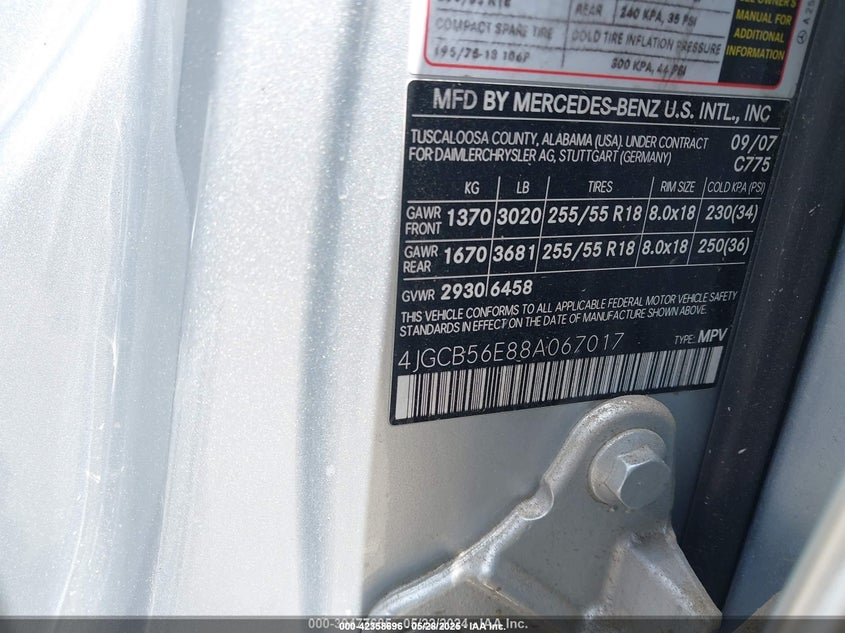 REAR 240 KPA, 35 PSI
COMPACT SPARE TIRE COLD TIRE INFLATION PRESSURE
195/75-18 106P 300 KPA, 44 PSI
MANUAL FOR
ADDITIONAL
INFORMATION
MFD BY MERCEDES-BENZ U.S. INTL., INC
TUSCALOOSA COUNTY, ALABAMA (USA). UNDER CONTRACT 09/07
FOR DAIMLERCHRYSLER AG, STUTTGART (GERMANY) C775
KG LB TIRES RIM SIZE COLD KPA (PSI)
GAWR FRONT 1370 3020 255/55 R18 8.0x18 230(34)
GAWR REAR 1670 3681 255/55 R18 8.0x18 250(36)
GVWR 2930 6458
THIS VEHICLE CONFORMS TO ALL APPLICABLE FEDERAL MOTOR VEHICLE SAFETY
STANDARDS IN EFFECT ON THE DATE OF MANUFACTURE SHOWN ABOVE.
TYPE: MPV
4JGCB56E88A067017
000-42358696 05/26/2025 IAA Inc.